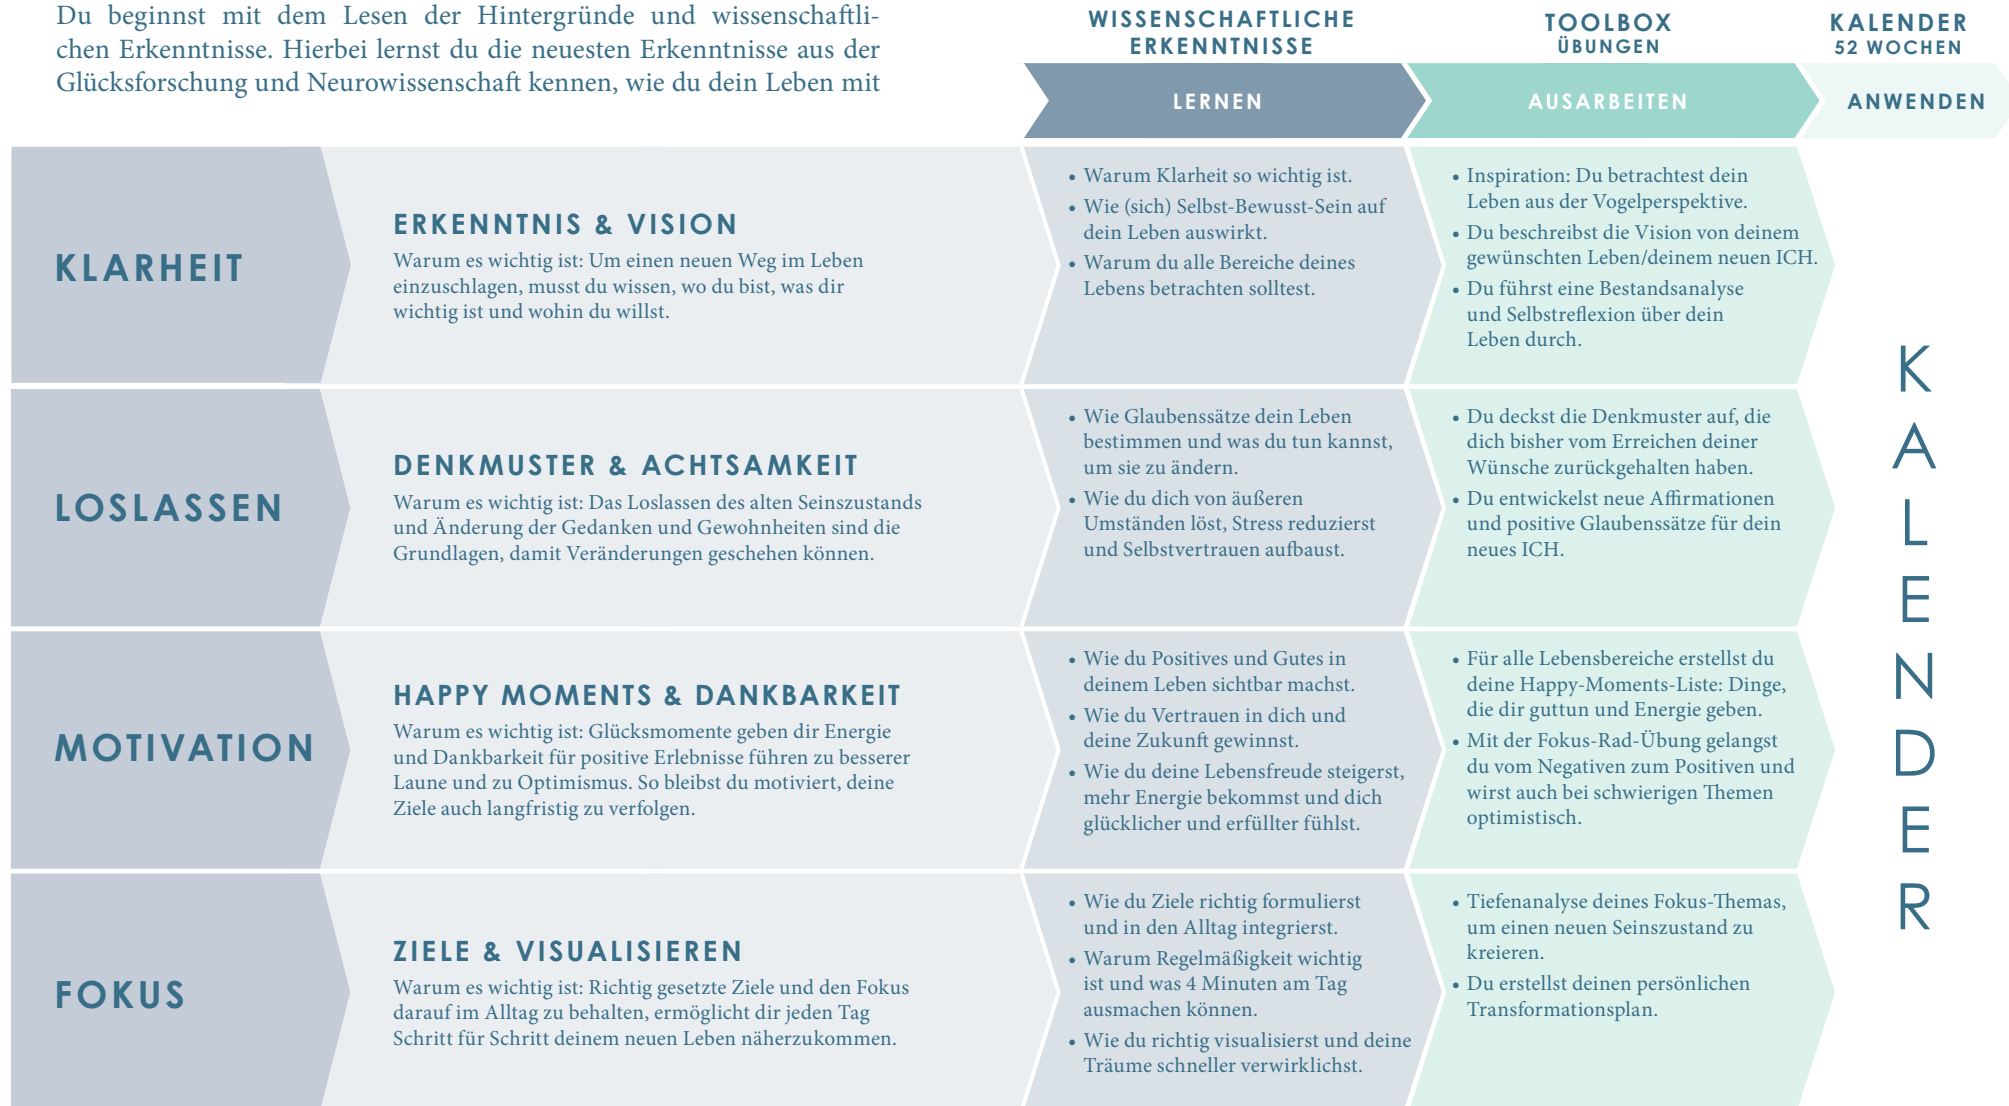 Du beginnst mit dem Lesen der Hintergründe und wissenschaftli-
chen Erkenntnisse. Hierbei lernst du die neuesten Erkenntnisse aus der
Glücksforschung und Neurowissenschaft kennen, wie du dein Leben mit
WISSENSCHAFTLICHE
ERKENNTNISSE
TOOLBOX
ÜBUNGEN
KALENDER
52 WOCHEN
LERNEN
AUSARBEITEN
ANWENDEN
KLARHEIT
ERKENNTNIS & VISION
Warum es wichtig ist: Um einen neuen Weg im Leben
einzuschlagen, musst du wissen, wo du bist, was dir
wichtig ist und wohin du willst.
• Warum Klarheit so wichtig ist.
• Wie (sich) Selbst-Bewusst-Sein auf
dein Leben auswirkt.
• Warum du alle Bereiche deines
Lebens betrachten solltest.
• Inspiration: Du betrachtest dein
Leben aus der Vogelperspektive.
• Du beschreibst die Vision von deinem
gewünschten Leben/deinem neuen ICH.
• Du führst eine Bestandsanalyse
und Selbstreflexion über dein
Leben durch.
LOSLASSEN
DENKMUSTER & ACHTSAMKEIT
Warum es wichtig ist: Das Loslassen des alten Seinszustands
und Änderung der Gedanken und Gewohnheiten sind die
Grundlagen, damit Veränderungen geschehen können.
• Wie Glaubenssätze dein Leben
bestimmen und was du tun kannst,
um sie zu ändern.
• Wie du dich von äußeren
Umständen löst, Stress reduzierst
und Selbstvertrauen aufbaust.
• Du deckst die Denkmuster auf, die
dich bisher vom Erreichen deiner
Wünsche zurückgehalten haben.
• Du entwickelst neue Affirmationen
und positive Glaubenssätze für dein
neues ICH.
MOTIVATION
HAPPY MOMENTS & DANKBARKEIT
Warum es wichtig ist: Glücksmomente geben dir Energie
und Dankbarkeit für positive Erlebnisse führen zu besserer
Laune und zu Optimismus. So bleibst du motiviert, deine
Ziele auch langfristig zu verfolgen.
• Wie du Positives und Gutes in
deinem Leben sichtbar machst.
• Wie du Vertrauen in dich und
deine Zukunft gewinnst.
• Wie du deine Lebensfreude steigerst,
mehr Energie bekommst und dich
glücklicher und erfüllter fühlst.
• Für alle Lebensbereiche erstellst du
deine Happy-Moments-Liste: Dinge,
die dir guttun und Energie geben.
• Mit der Fokus-Rad-Übung gelangst
du vom Negativen zum Positiven und
wirst auch bei schwierigen Themen
optimistisch.
FOKUS
ZIELE & VISUALISIEREN
Warum es wichtig ist: Richtig gesetzte Ziele und den Fokus
darauf im Alltag zu behalten, ermöglicht dir jeden Tag
Schritt für Schritt deinem neuen Leben näherzukommen.
• Wie du Ziele richtig formulierst
und in den Alltag integrierst.
• Warum Regelmäßigkeit wichtig
ist und was 4 Minuten am Tag
ausmachen können.
• Wie du richtig visualisierst und deine
Träume schneller verwirklichst.
• Tiefenanalyse deines Fokus-Themas,
um einen neuen Seinszustand zu
kreieren.
• Du erstellst deinen persönlichen
Transformationsplan.
KALENDER